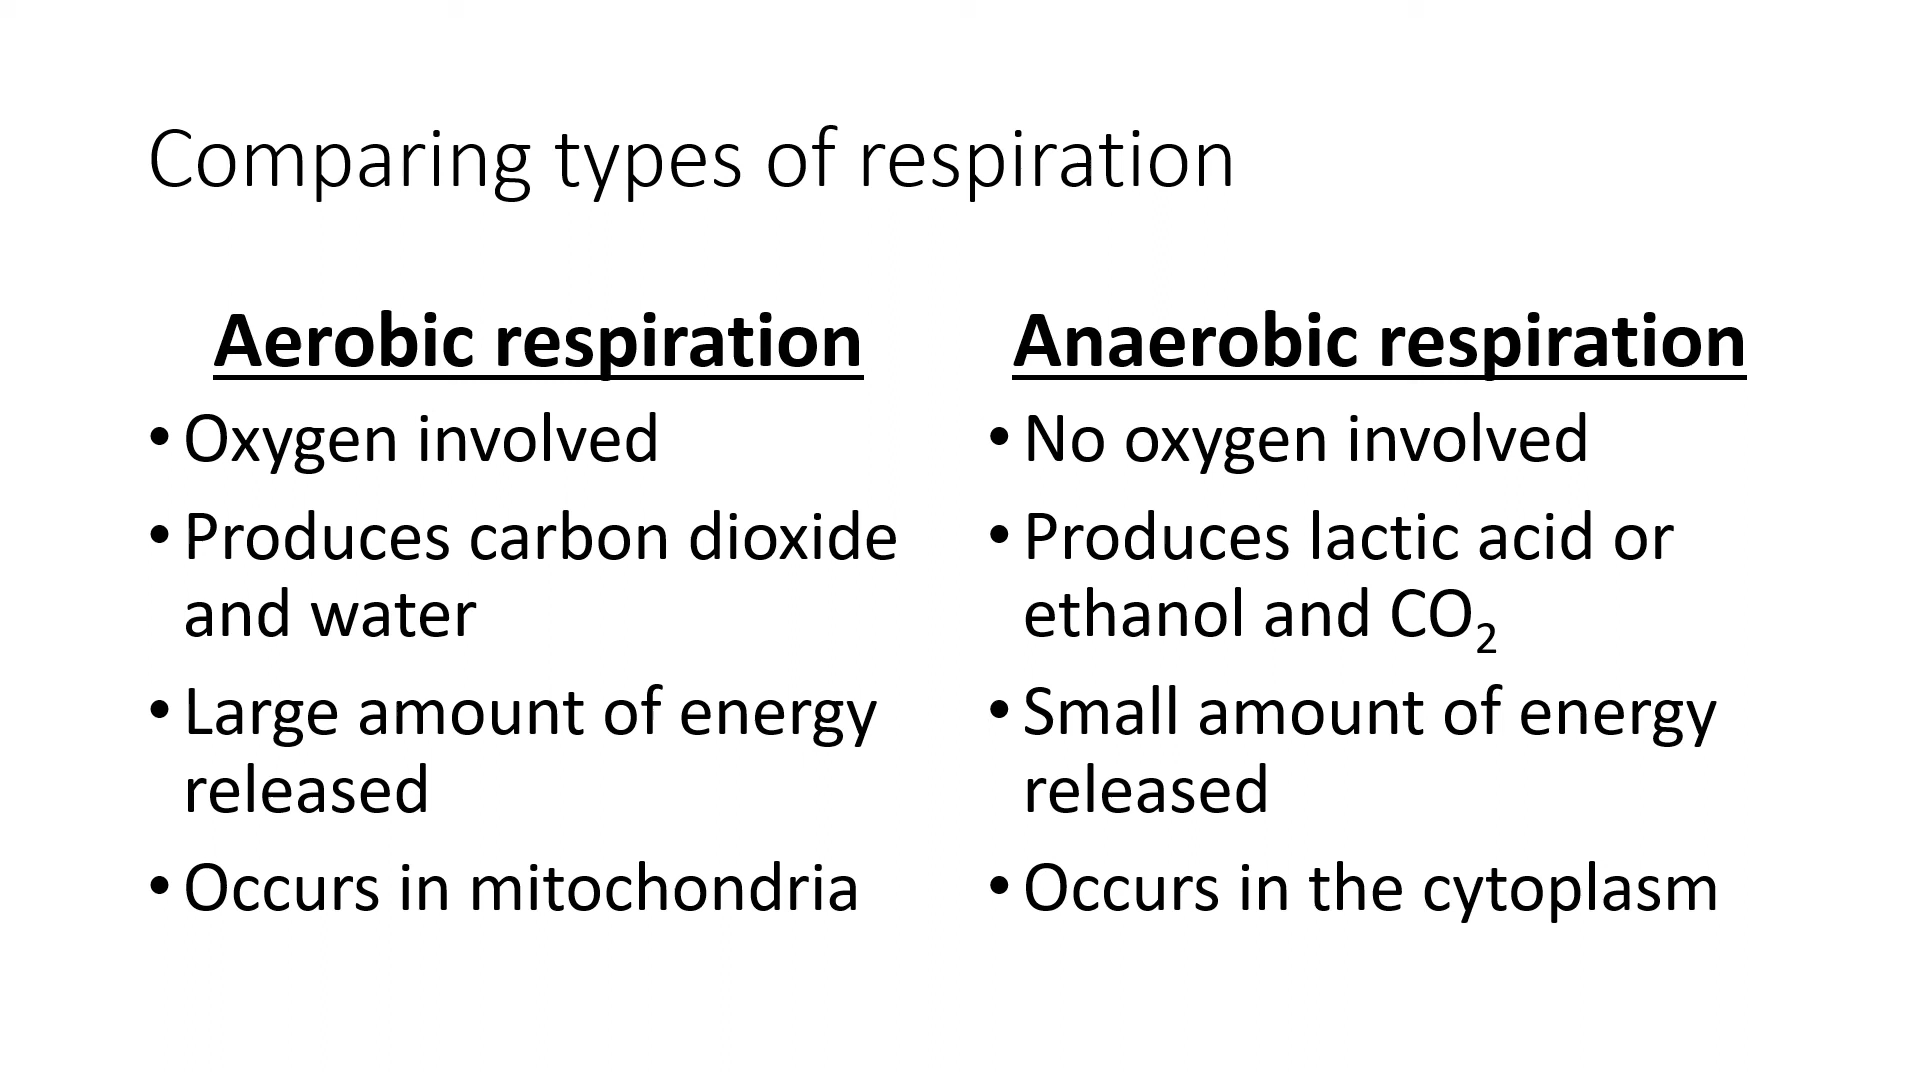 Comparing types of respiration
Aerobic respiration
• Oxygen involved
• Produces carbon dioxide
and water
• Large amount of energy
released
• Occurs in mitochondria
Anaerobic respiration
• No oxygen involved
• Produces lactic acid or
ethanol and CO₂
• Small amount of energy
released
• Occurs in the cytoplasm